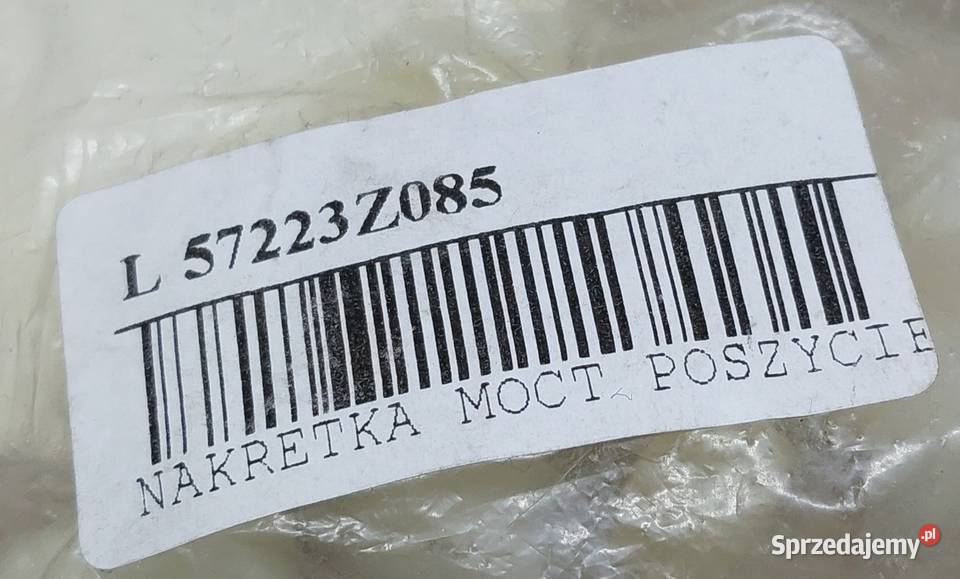 L 57223Z085
NAKRETKA MOCT POSZYCIE
Sprzedajemy.pl